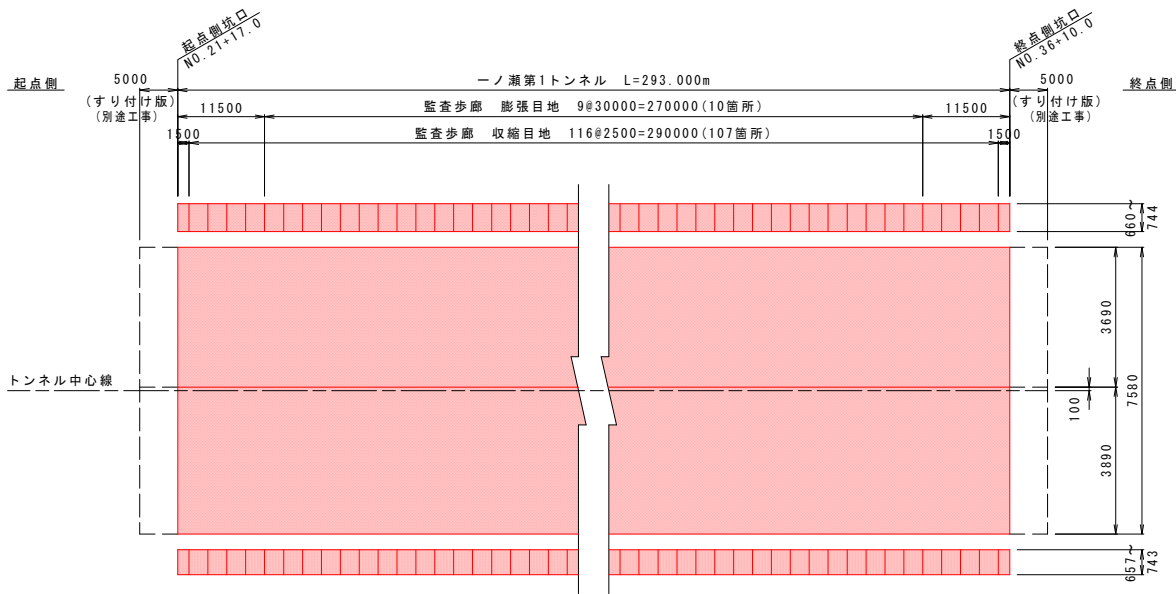 起点側坑口
NO.21+17.0
終点側坑口
NO.36+10.0
起点側
5000
一ノ瀬第1トンネル L=293.000m
5000
終点側
(すり付け版)
(別途工事)
11500
監査歩廊 膨張目地 9@30000=270000(10箇所)
11500
(すり付け版)
(別途工事)
1500
監査歩廊 収縮目地 116@2500=290000(107箇所)
1500
660~
744
3690
7580
トンネル中心線
100
3890
657~
743